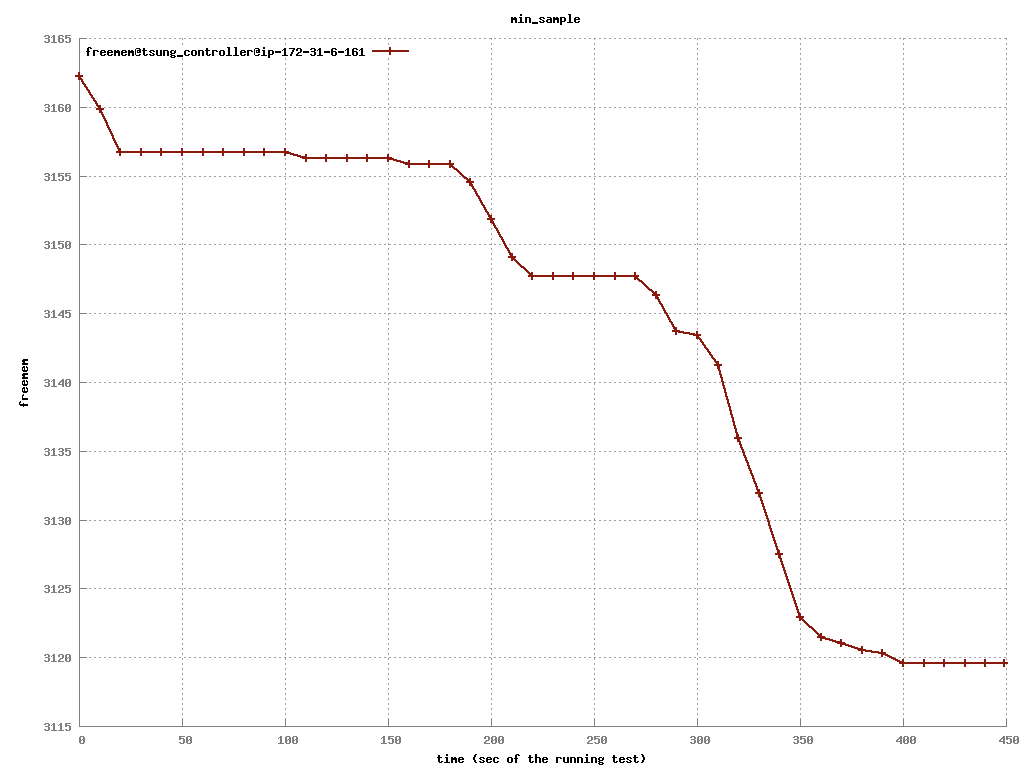 min_sample
freemem@tsung_controller@ip-172-31-6-161
3165
3160
3155
3150
3145
3140
3135
3130
3125
3120
3115
freemem
0 50 100 150 200 250 300 350 400 450
time (sec of the running test)